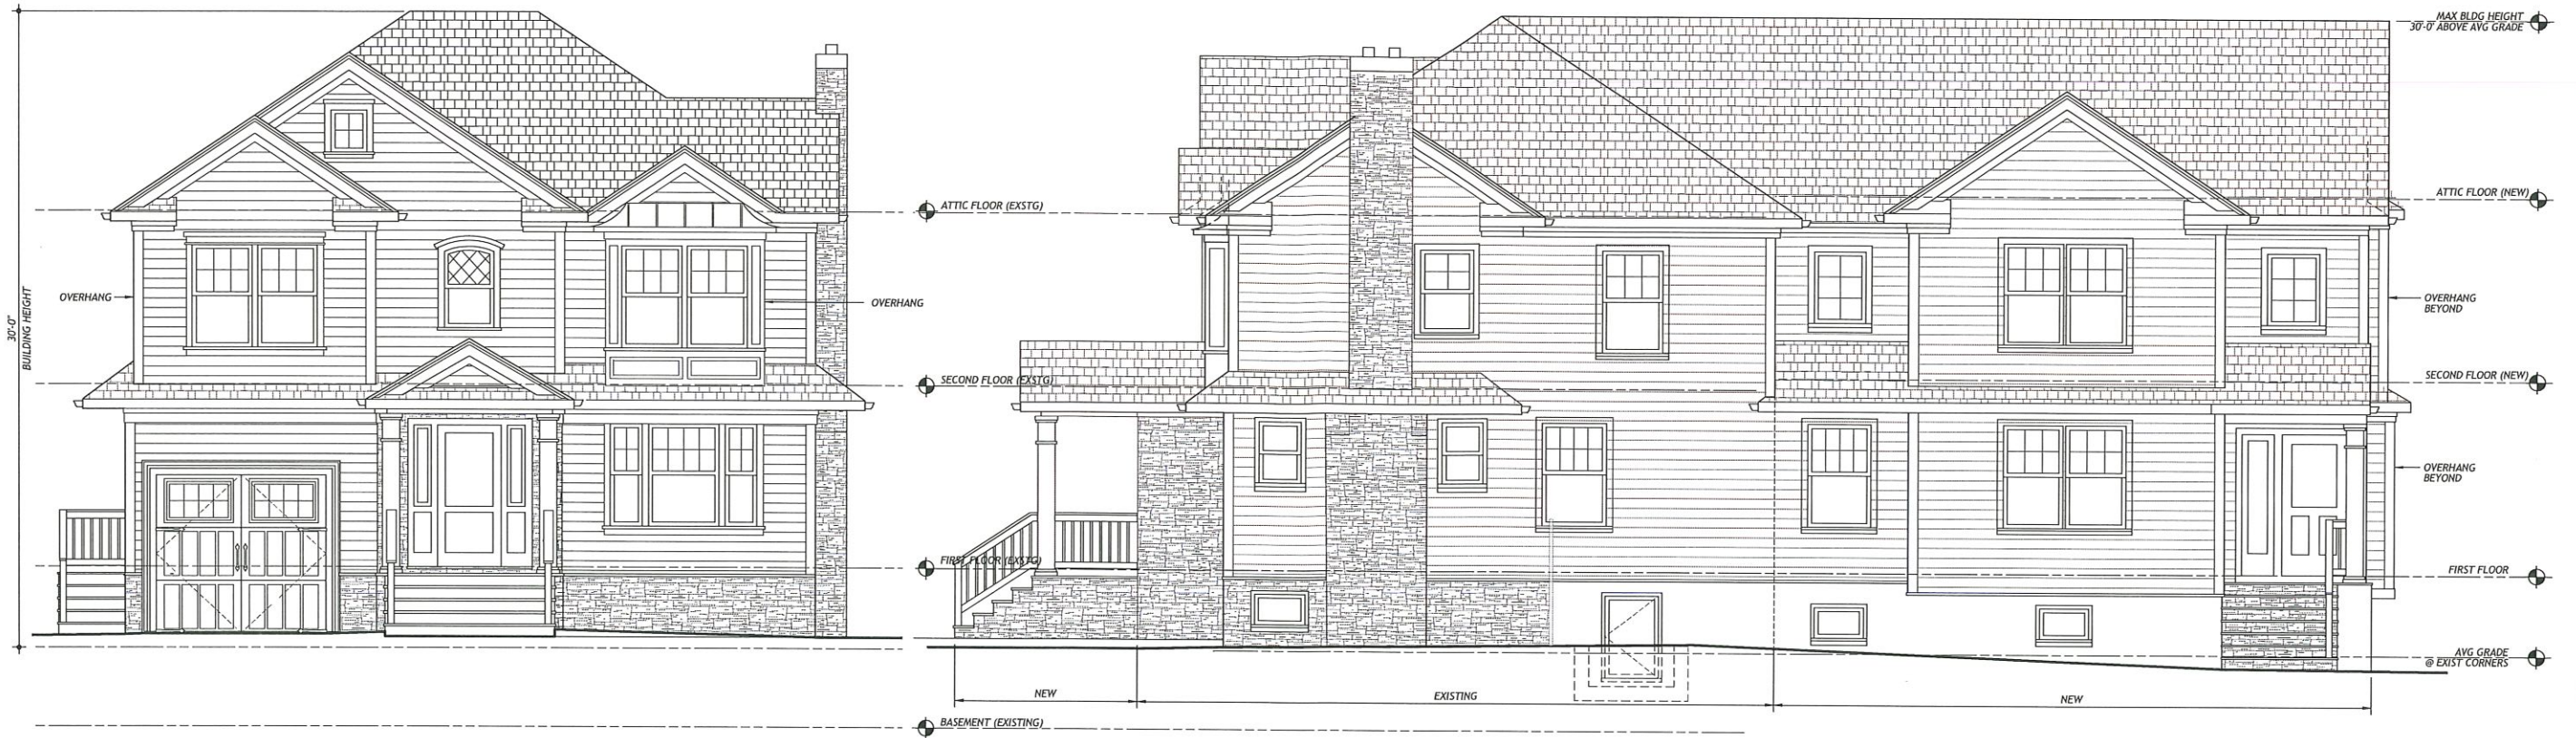 30'-0"
BUILDING HEIGHT
OVERHANG
OVERHANG
ATTIC FLOOR (EXSTG)
SECOND FLOOR (EXSTG)
FIRST FLOOR (EXSTG)
BASEMENT (EXISTING)
MAX BLDG HEIGHT
30'-0" ABOVE AVG GRADE
ATTIC FLOOR (NEW)
OVERHANG
BEYOND
SECOND FLOOR (NEW)
OVERHANG
BEYOND
FIRST FLOOR
AVG GRADE
@ EXIST CORNERS
NEW
EXISTING
NEW